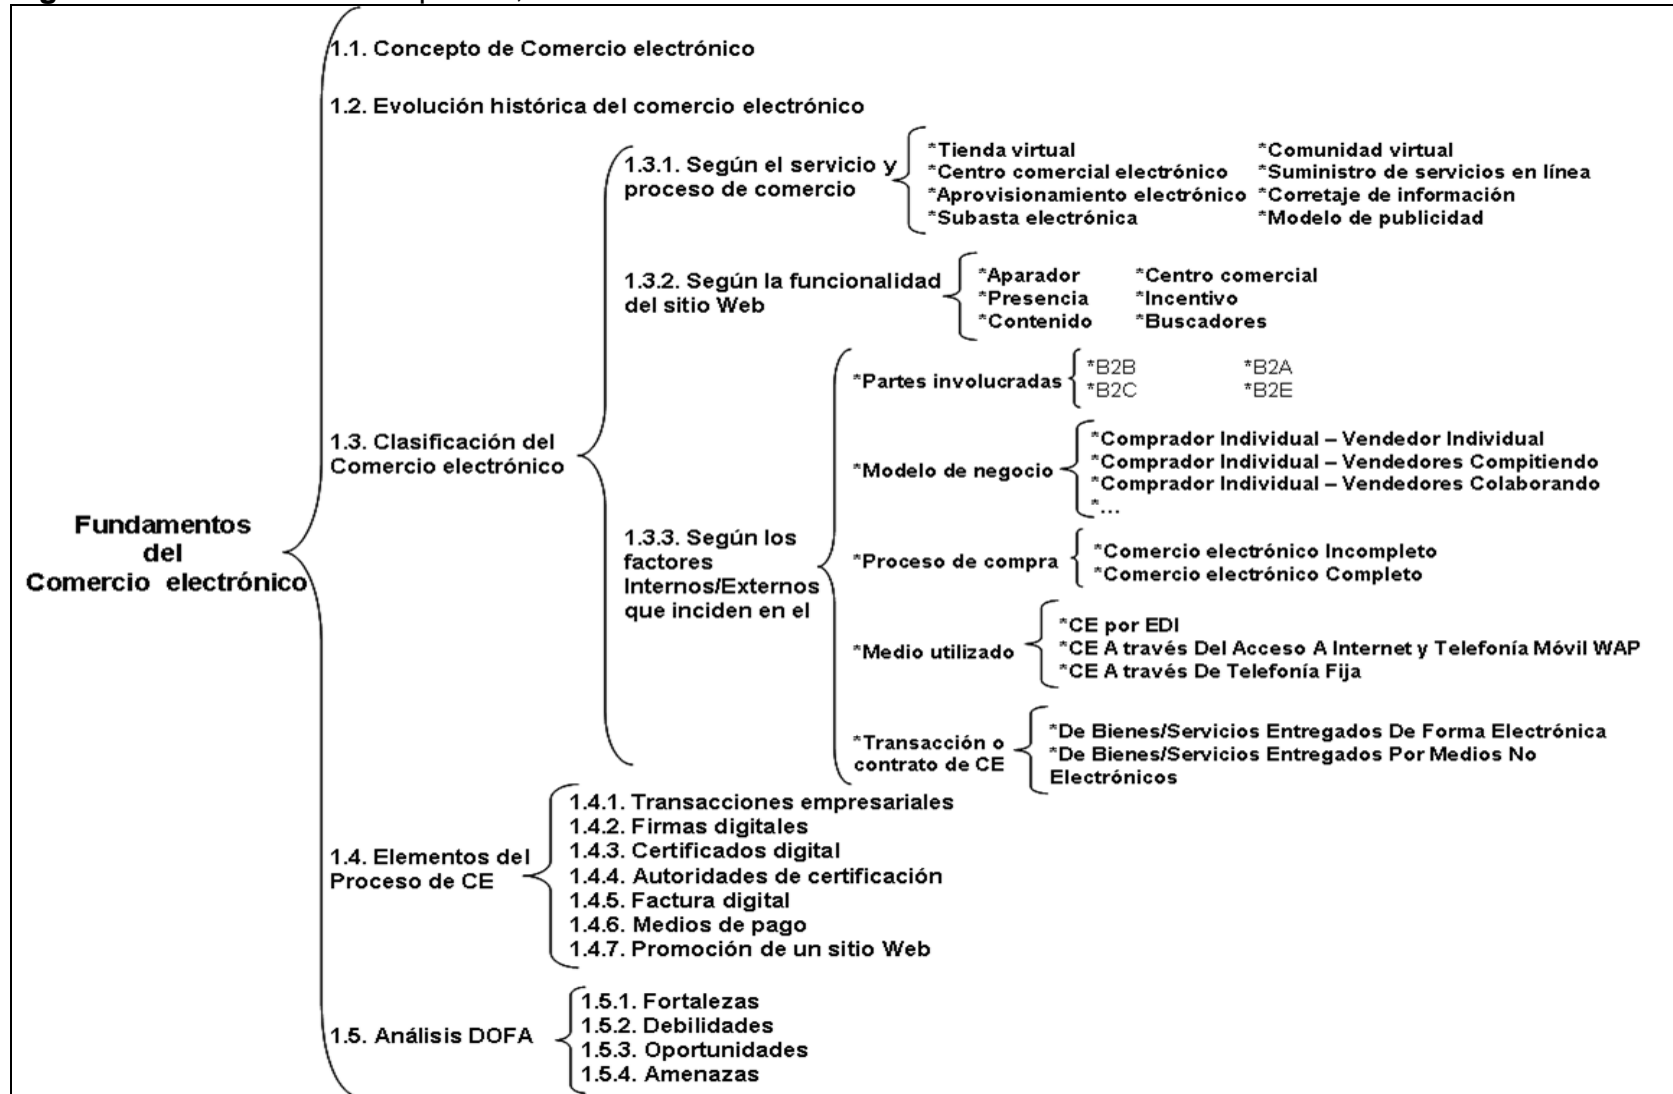 1.1. Concepto de Comercio electrónico
1.2. Evolución histórica del comercio electrónico
1.3.1. Según el servicio y
proceso de comercio
*Tienda virtual
*Centro comercial electrónico
*Aprovisionamiento electrónico
*Subasta electrónica
*Comunidad virtual
*Suministro de servicios en línea
*Corretaje de información
*Modelo de publicidad
1.3.2. Según la funcionalidad
del sitio Web
*Aparador
*Presencia
*Contenido
*Centro comercial
*Incentivo
*Buscadores
1.3. Clasificación del
Comercio electrónico
1.3.3. Según los
factores
Internos/Externos
que inciden en el
*Partes involucradas
*B2B
*B2C
*B2A
*B2E
*Modelo de negocio
*Comprador Individual – Vendedor Individual
*Comprador Individual – Vendedores Compitiendo
*Comprador Individual – Vendedores Colaborando
*...
*Proceso de compra
*Comercio electrónico Incompleto
*Comercio electrónico Completo
*Medio utilizado
*CE por EDI
*CE A través Del Acceso A Internet y Telefonía Móvil WAP
*CE A través De Telefonía Fija
*Transacción o
contrato de CE
*De Bienes/Servicios Entregados De Forma Electrónica
*De Bienes/Servicios Entregados Por Medios No
Electrónicos
Fundamentos
del
Comercio electrónico
1.4. Elementos del
Proceso de CE
1.4.1. Transacciones empresariales
1.4.2. Firmas digitales
1.4.3. Certificados digital
1.4.4. Autoridades de certificación
1.4.5. Factura digital
1.4.6. Medios de pago
1.4.7. Promoción de un sitio Web
1.5. Análisis DOFA
1.5.1. Fortalezas
1.5.2. Debilidades
1.5.3. Oportunidades
1.5.4. Amenazas